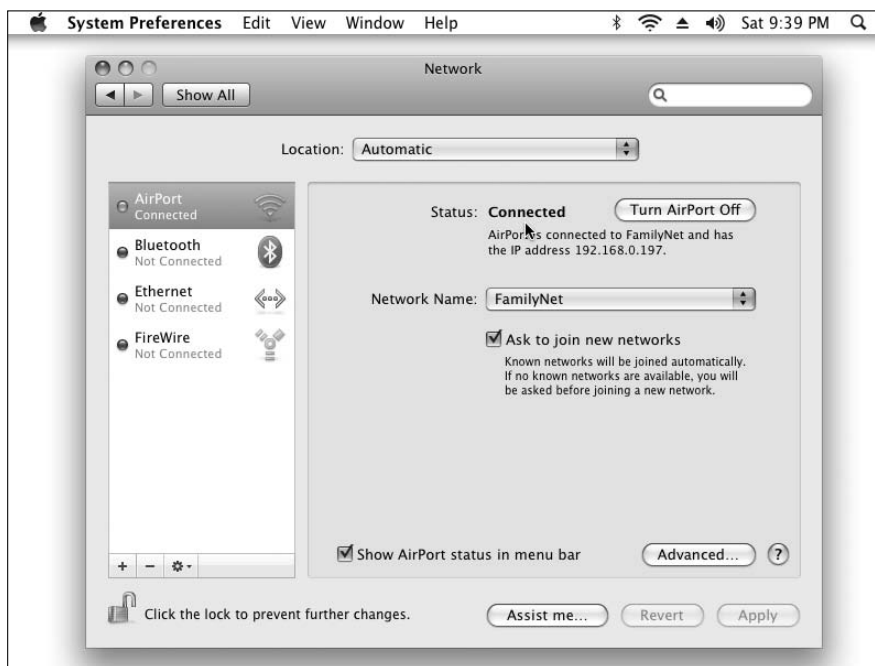 System Preferences Edit View Window Help Sat 9:39 PM
Network
Show All
Location: Automatic
AirPort
Connected
Bluetooth
Not Connected
Ethernet
Not Connected
FireWire
Not Connected
Status: Connected Turn AirPort Off
AirPort is connected to FamilyNet and has
the IP address 192.168.0.197.
Network Name: FamilyNet
Ask to join new networks
Known networks will be joined automatically.
If no known networks are available, you will
be asked before joining a new network.
Show AirPort status in menu bar Advanced... ?
Click the lock to prevent further changes. Assist me... Revert Apply